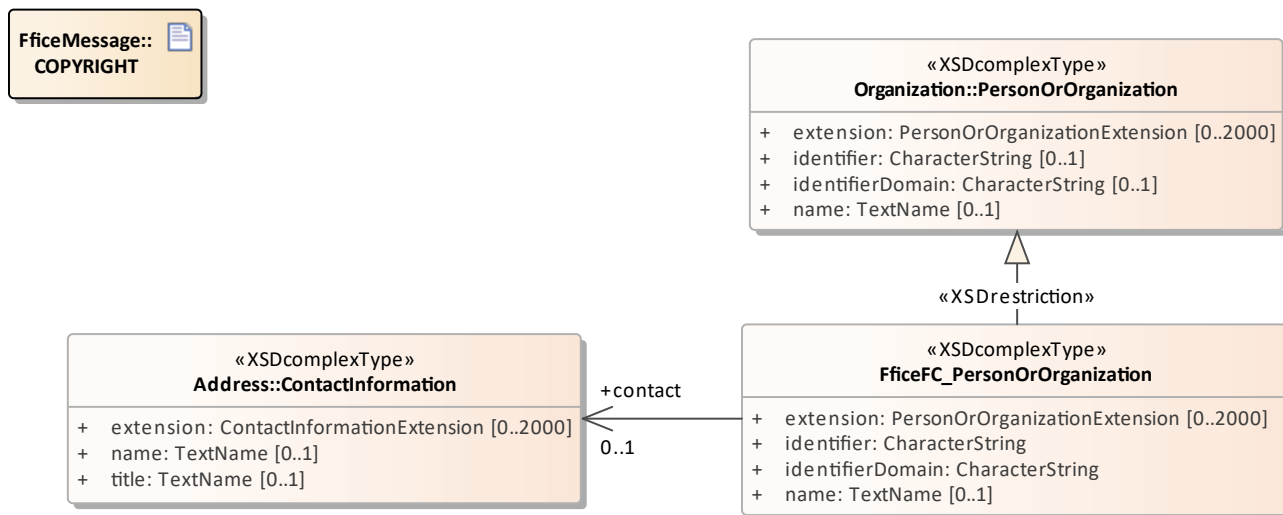 FficeMessage::
COPYRIGHT
«XSDcomplexType»
Organization::PersonOrOrganization
+ extension: PersonOrOrganizationExtension [0..2000]
+ identifier: CharacterString [0..1]
+ identifierDomain: CharacterString [0..1]
+ name: TextName [0..1]
«XSDrestriction»
«XSDcomplexType»
Address::ContactInformation
+ extension: ContactInformationExtension [0..2000]
+ name: TextName [0..1]
+ title: TextName [0..1]
+contact
0..1
«XSDcomplexType»
FficeFC_PersonOrOrganization
+ extension: PersonOrOrganizationExtension [0..2000]
+ identifier: CharacterString
+ identifierDomain: CharacterString
+ name: TextName [0..1]